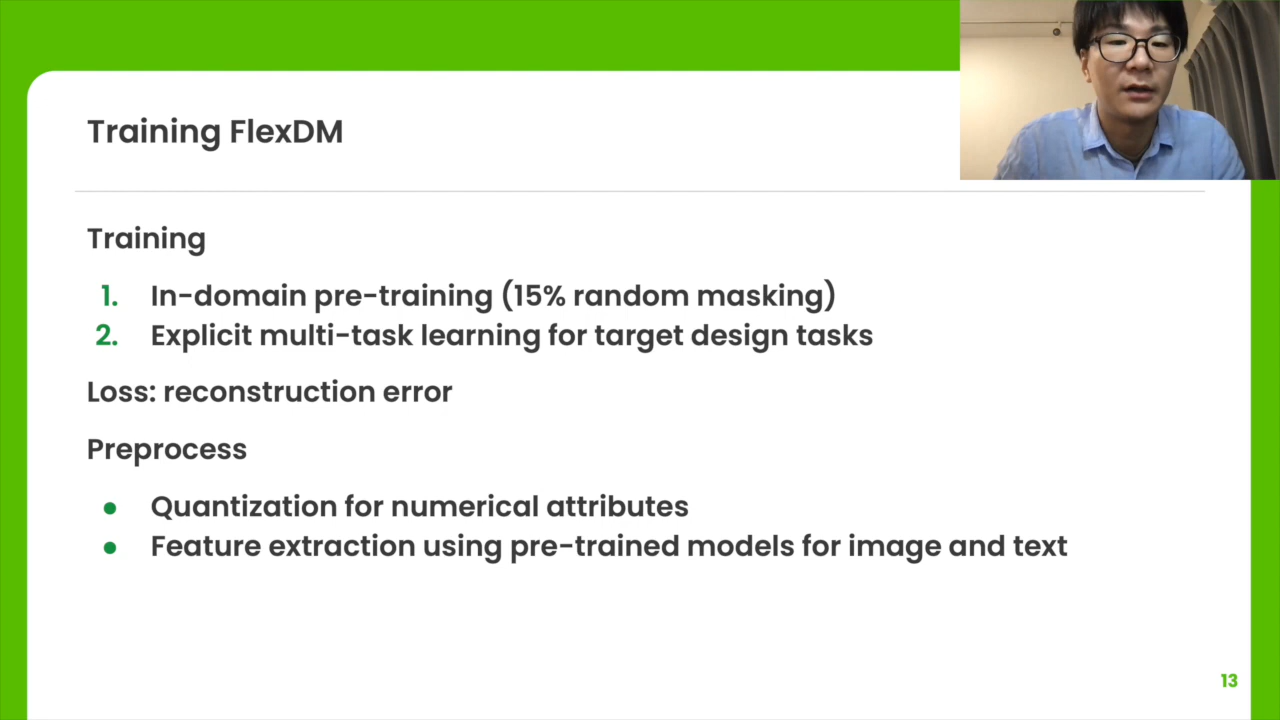 Training FlexDM
Training
1. In-domain pre-training (15% random masking)
2. Explicit multi-task learning for target design tasks
Loss: reconstruction error
Preprocess
● Quantization for numerical attributes
● Feature extraction using pre-trained models for image and text
13